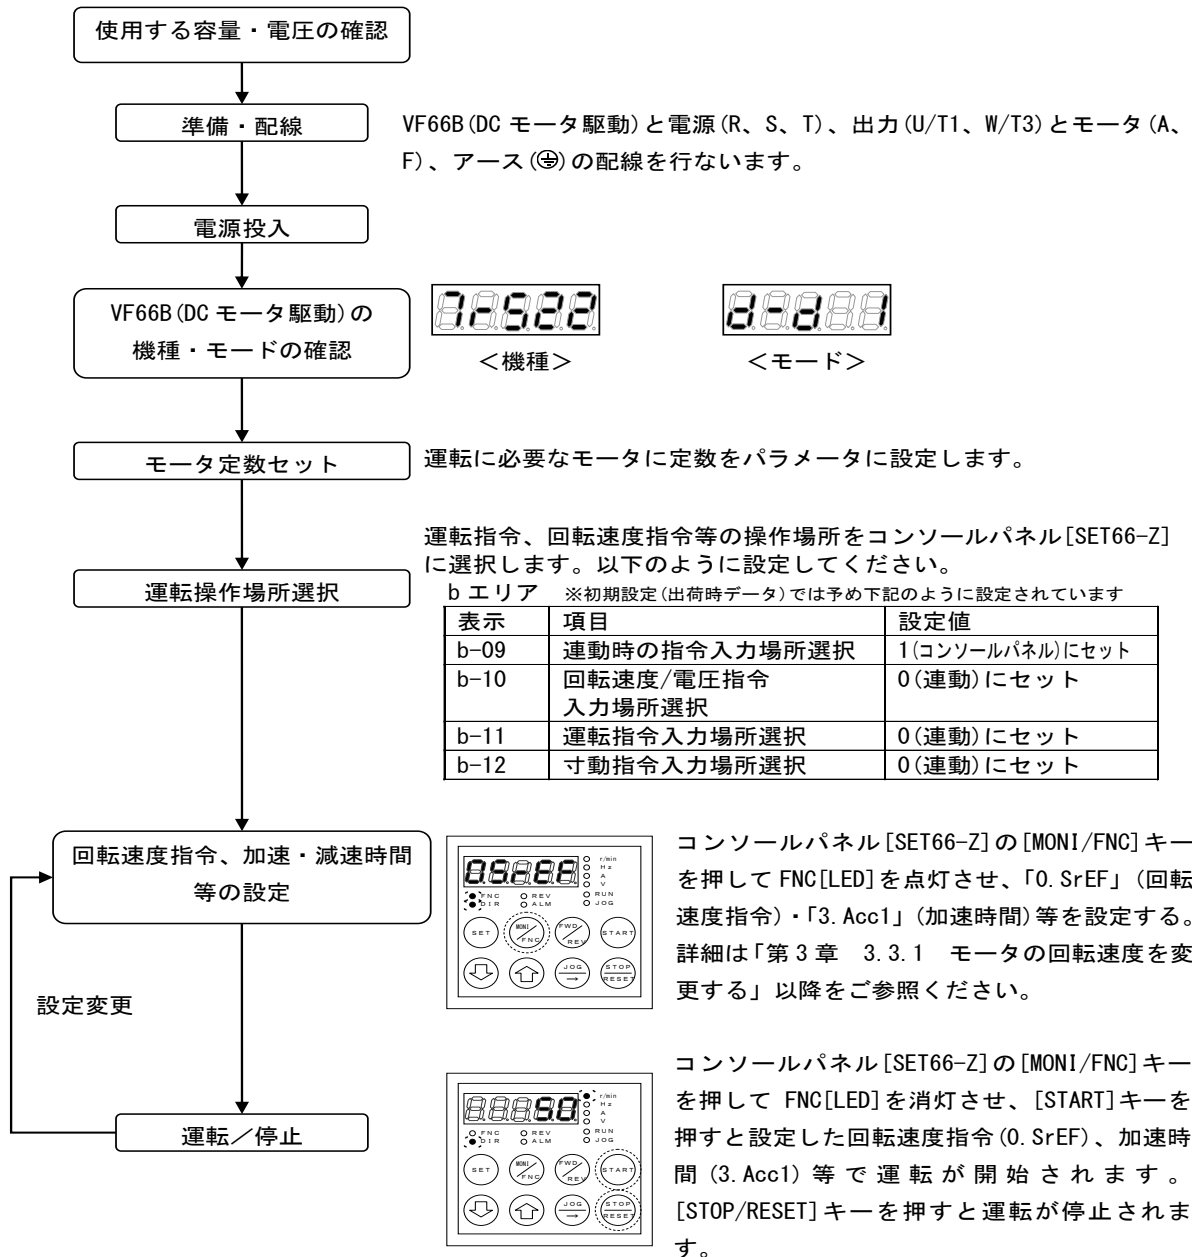 使用する容量・電圧の確認
準備・配線
VF66B(DC モータ駆動)と電源(R、S、T)、出力(U/T1、W/T3)とモータ(A、
F)、アース()の配線を行ないます。
電源投入
VF66B(DC モータ駆動)の
機種・モードの確認
7r522
d-d 1
＜機種＞
＜モード＞
モータ定数セット
運転に必要なモータに定数をパラメータに設定します。
運転指令、回転速度指令等の操作場所をコンソールパネル[SET66-Z]
に選択します。以下のように設定してください。
運転操作場所選択
b エリア ※初期設定(出荷時データ)では予め下記のように設定されています
表示 項目 設定値
b-09 連動時の指令入力場所選択 1(コンソールパネル)にセット
b-10 回転速度/電圧指令 0(連動)にセット
入力場所選択
b-11 運転指令入力場所選択 0(連動)にセット
b-12 寸動指令入力場所選択 0(連動)にセット
回転速度指令、加速・減速時間
等の設定
0.SrEF
r/min
Hz
A
V
FNC REV RUN
DIR ALM JOG
SET MONI/FNC FWD/REV START
JOG STOP/RESET
コンソールパネル[SET66-Z]の[MONI/FNC]キー
を押して FNC[LED]を点灯させ、「0.SrEF」(回転
速度指令)・「3.Acc1」(加速時間)等を設定する。
詳細は「第3章 3.3.1 モータの回転速度を変
更する」以降をご参照ください。
設定変更
運転／停止
5.0
r/min
Hz
A
V
FNC REV RUN
DIR ALM JOG
SET MONI/FNC FWD/REV START
JOG STOP/RESET
コンソールパネル[SET66-Z]の[MONI/FNC]キー
を押して FNC[LED]を消灯させ、[START]キーを
押すと設定した回転速度指令(0.SrEF)、加速時
間(3.Acc1)等で運転が開始されます。
[STOP/RESET]キーを押すと運転が停止されま
す。